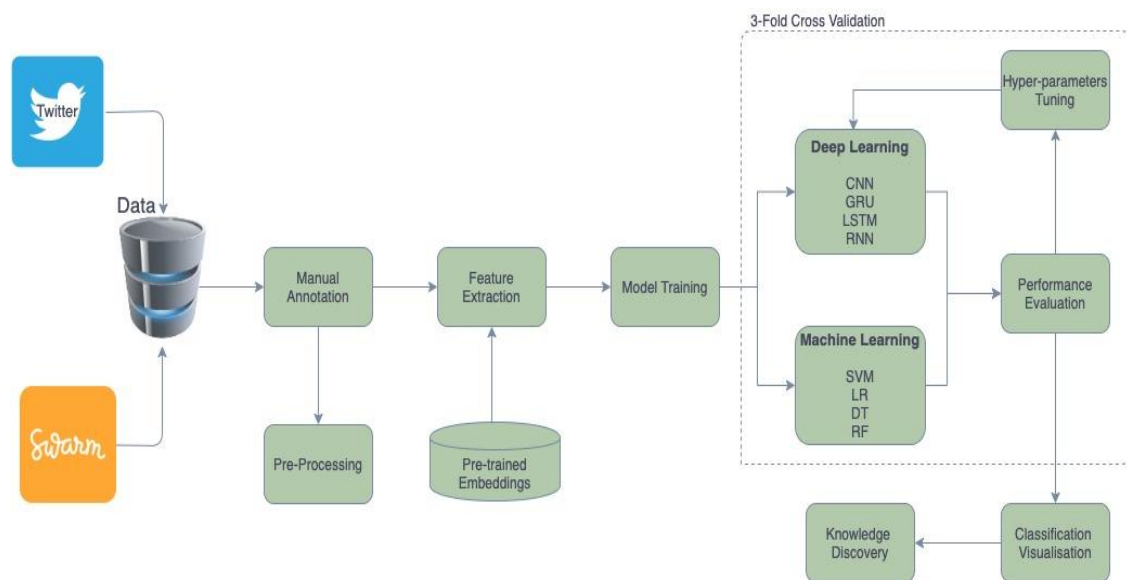 3-Fold Cross Validation
Twitter
Data
Swarm
Manual
Annotation
Pre-Processing
Feature
Extraction
Pre-trained
Embeddings
Model Training
Deep Learning
CNN
GRU
LSTM
RNN
Machine Learning
SVM
LR
DT
RF
Hyper-parameters
Tuning
Performance
Evaluation
Classification
Visualisation
Knowledge
Discovery